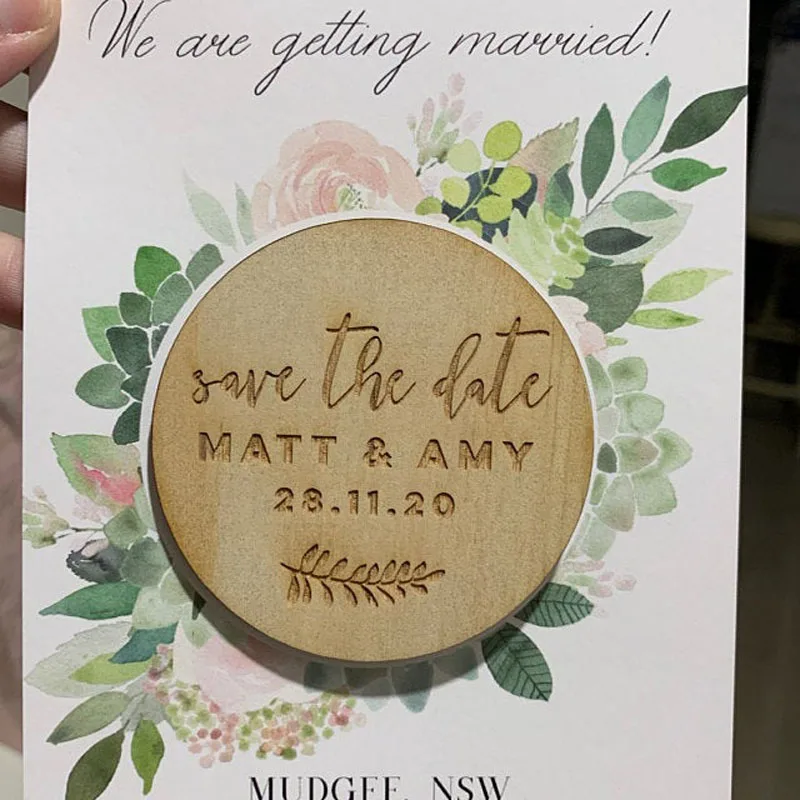 We are getting married!
save the date
MATT & AMY
28.11.20
MUDGEE, NSW